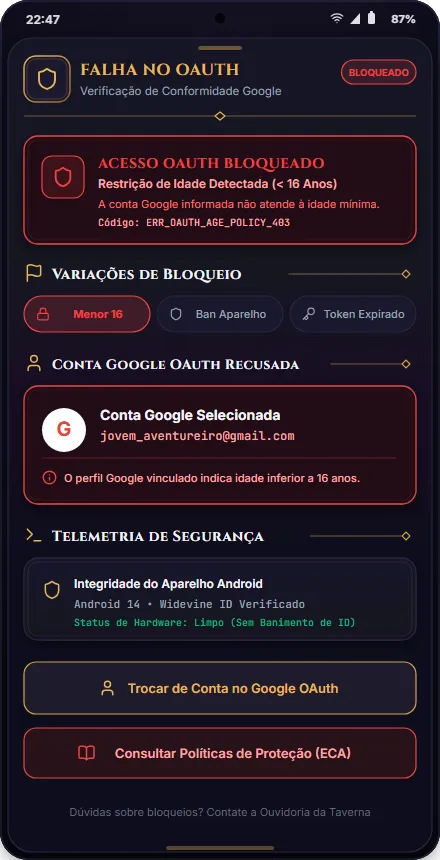 22:47
87%
FALHA NO OAUTH
Verificação de Conformidade Google
BLOQUEADO
ACESSO OAUTH BLOQUEADO
Restrição de Idade Detectada (< 16 Anos)
A conta Google informada não atende à idade mínima.
Código: ERR_OAUTH_AGE_POLICY_403
Variações de Bloqueio
Menor 16
Ban Aparelho
Token Expirado
Conta Google OAuth Recusada
G
Conta Google Selecionada
jovem_aventureiro@gmail.com
O perfil Google vinculado indica idade inferior a 16 anos.
Telemetria de Segurança
Integridade do Aparelho Android
Android 14 • Widevine ID Verificado
Status de Hardware: Limpo (Sem Banimento de ID)
Trocar de Conta no Google OAuth
Consultar Políticas de Proteção (ECA)
Dúvidas sobre bloqueios? Contate a Ouvidoria da Taverna